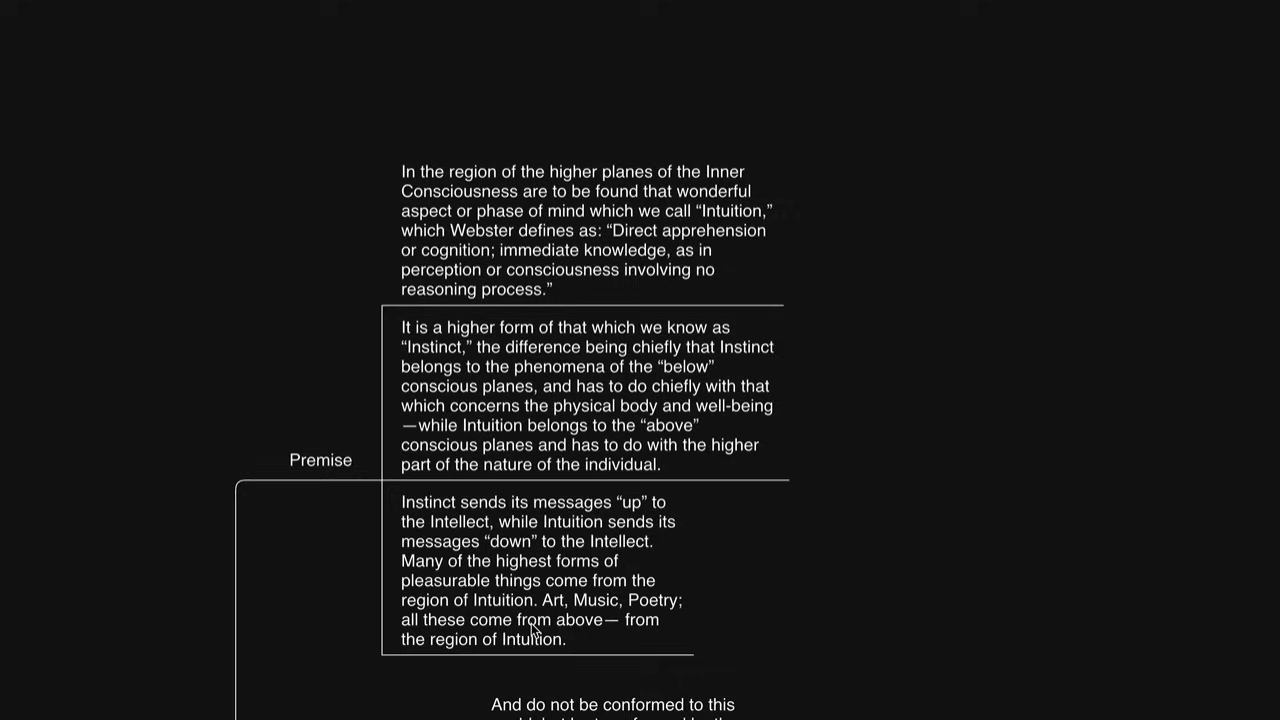 In the region of the higher planes of the Inner
Consciousness are to be found that wonderful
aspect or phase of mind which we call “Intuition,”
which Webster defines as: “Direct apprehension
or cognition; immediate knowledge, as in
perception or consciousness involving no
reasoning process.”
It is a higher form of that which we know as
“Instinct,” the difference being chiefly that Instinct
belongs to the phenomena of the “below”
conscious planes, and has to do chiefly with that
which concerns the physical body and well-being
—while Intuition belongs to the “above”
conscious planes and has to do with the higher
part of the nature of the individual.
Premise
Instinct sends its messages “up” to
the Intellect, while Intuition sends its
messages “down” to the Intellect.
Many of the highest forms of
pleasurable things come from the
region of Intuition. Art, Music, Poetry;
all these come from above— from
the region of Intuition.
And do not be conformed to this